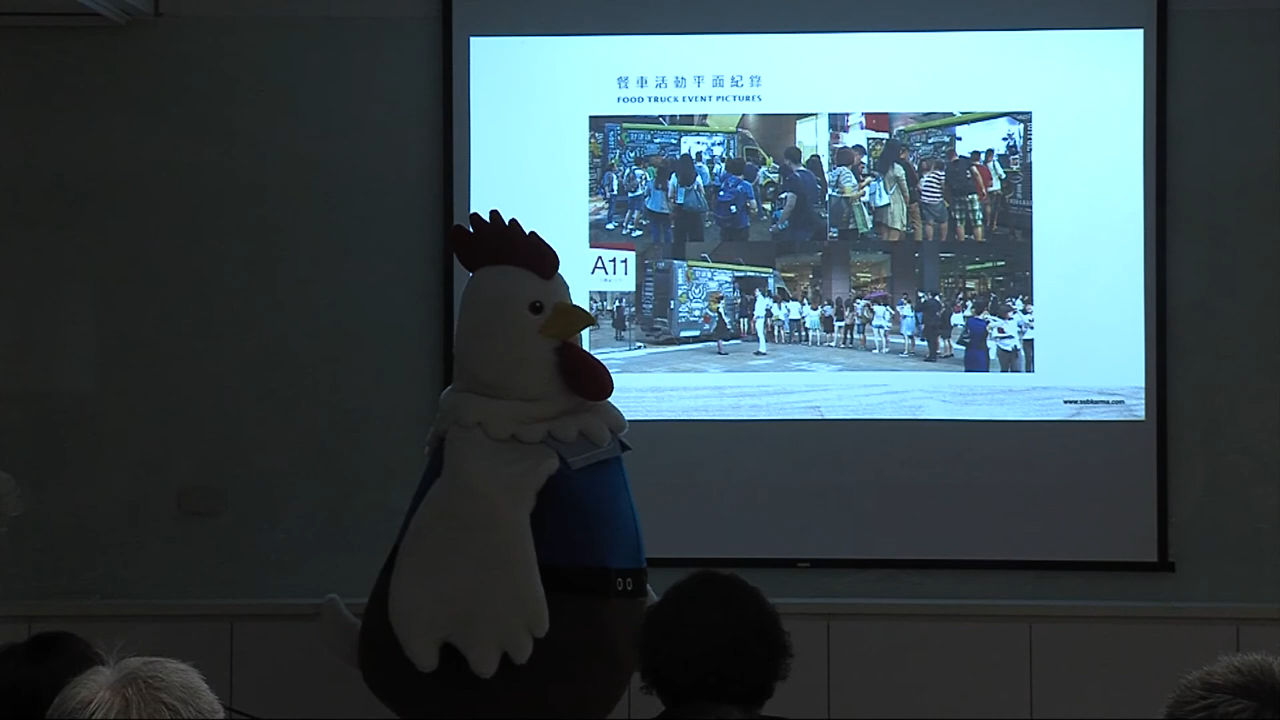 餐車活動平面紀錄
FOOD TRUCK EVENT PICTURES
A11
www.subkarma.com